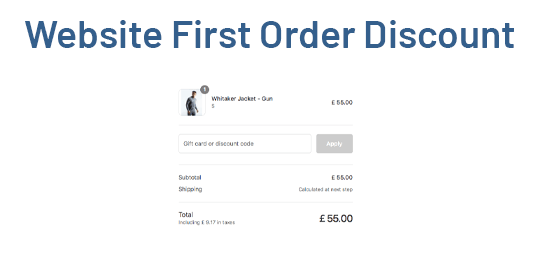 Website First Order Discount
1
Whitaker Jacket - Gun
S
£ 55.00
Gift card or discount code
Apply
Subtotal
£ 55.00
Shipping
Calculated at next step
Total
Including £ 9.17 in taxes
£ 55.00